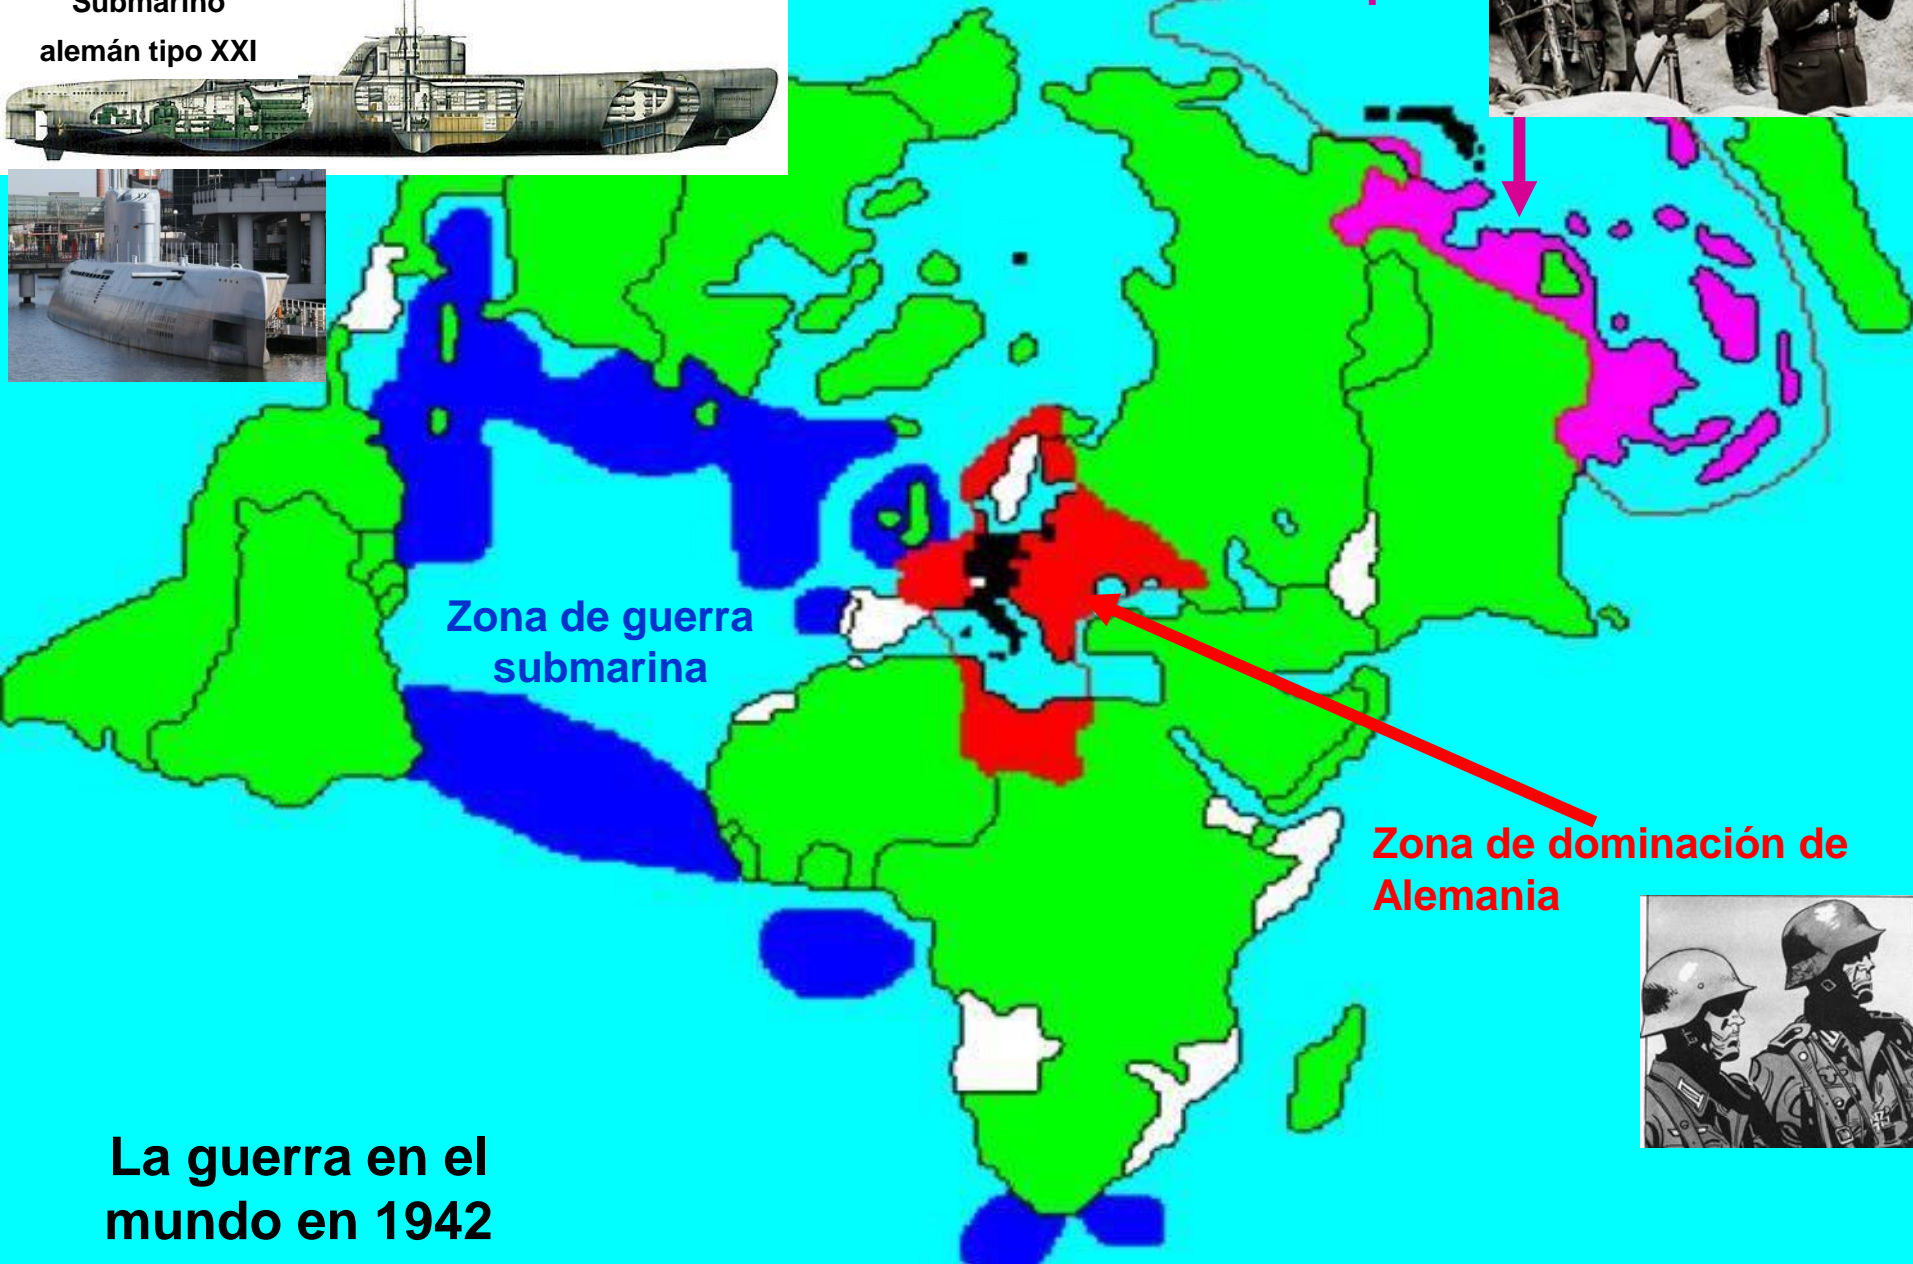 Submarino
alemán tipo XXI
Zona de guerra
submarina
Zona de dominación de
Alemania
La guerra en el
mundo en 1942